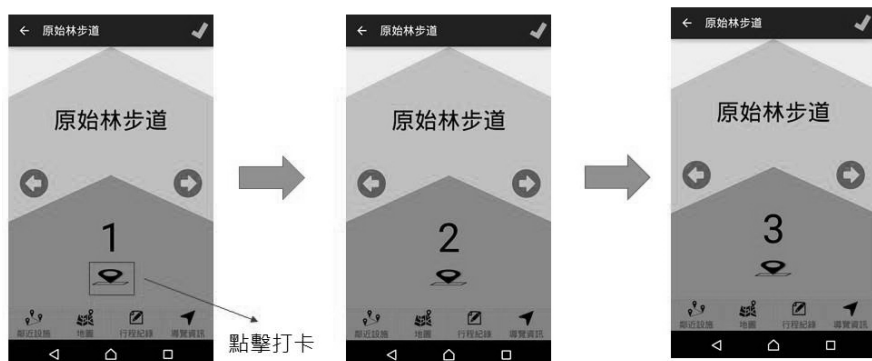 原始林步道
原始林步道
1
鄰近設施 地圖 行程紀錄 導覽資訊
點擊打卡
原始林步道
原始林步道
2
鄰近設施 地圖 行程紀錄 導覽資訊
原始林步道
原始林步道
3
鄰近設施 地圖 行程紀錄 導覽資訊